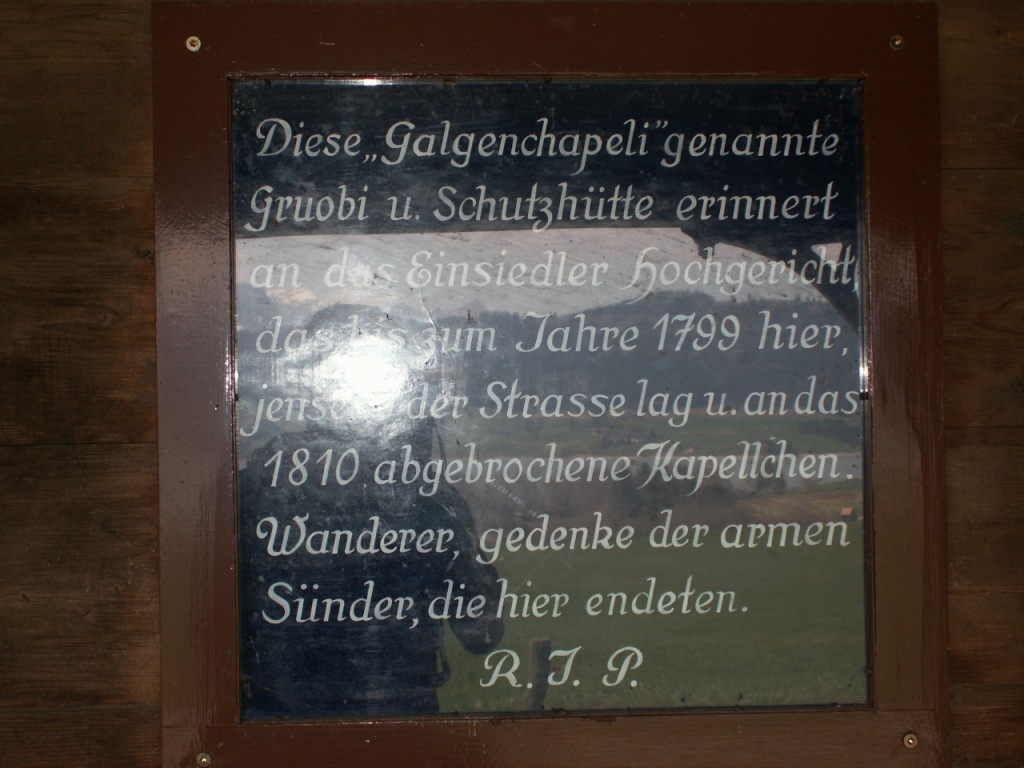 Diese „Galgenchapeli” genannte
Gruobi u. Schutzhütte erinnert
an das Einsiedler Hochgericht,
das bis zum Jahre 1799 hier,
jenseits der Strasse lag u. an das
1810 abgebrochene Kapellchen.
Wanderer, gedenke der armen
Sünder, die hier endeten.
R. I. P.